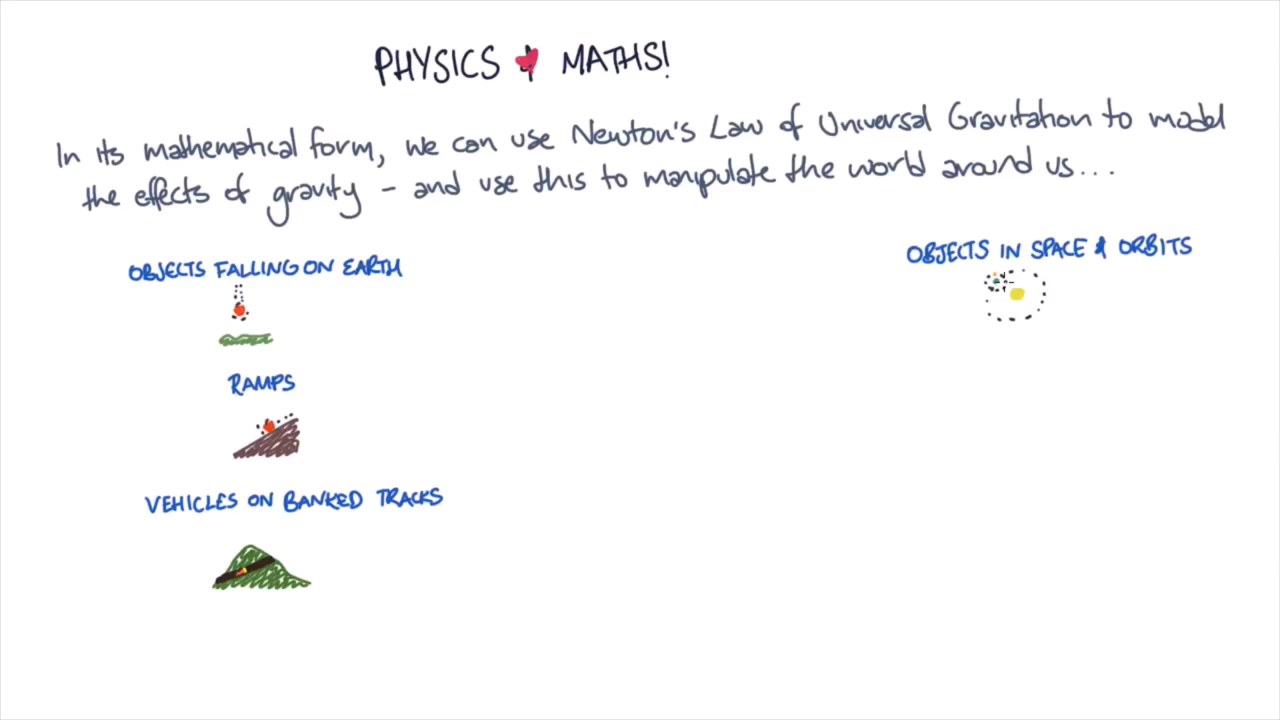 PHYSICS & MATHS!
In its mathematical form, we can use Newton's Law of Universal Gravitation to model
the effects of gravity – and use this to manipulate the world around us...
OBJECTS FALLING ON EARTH
OBJECTS IN SPACE & ORBITS
RAMPS
VEHICLES ON BANKED TRACKS